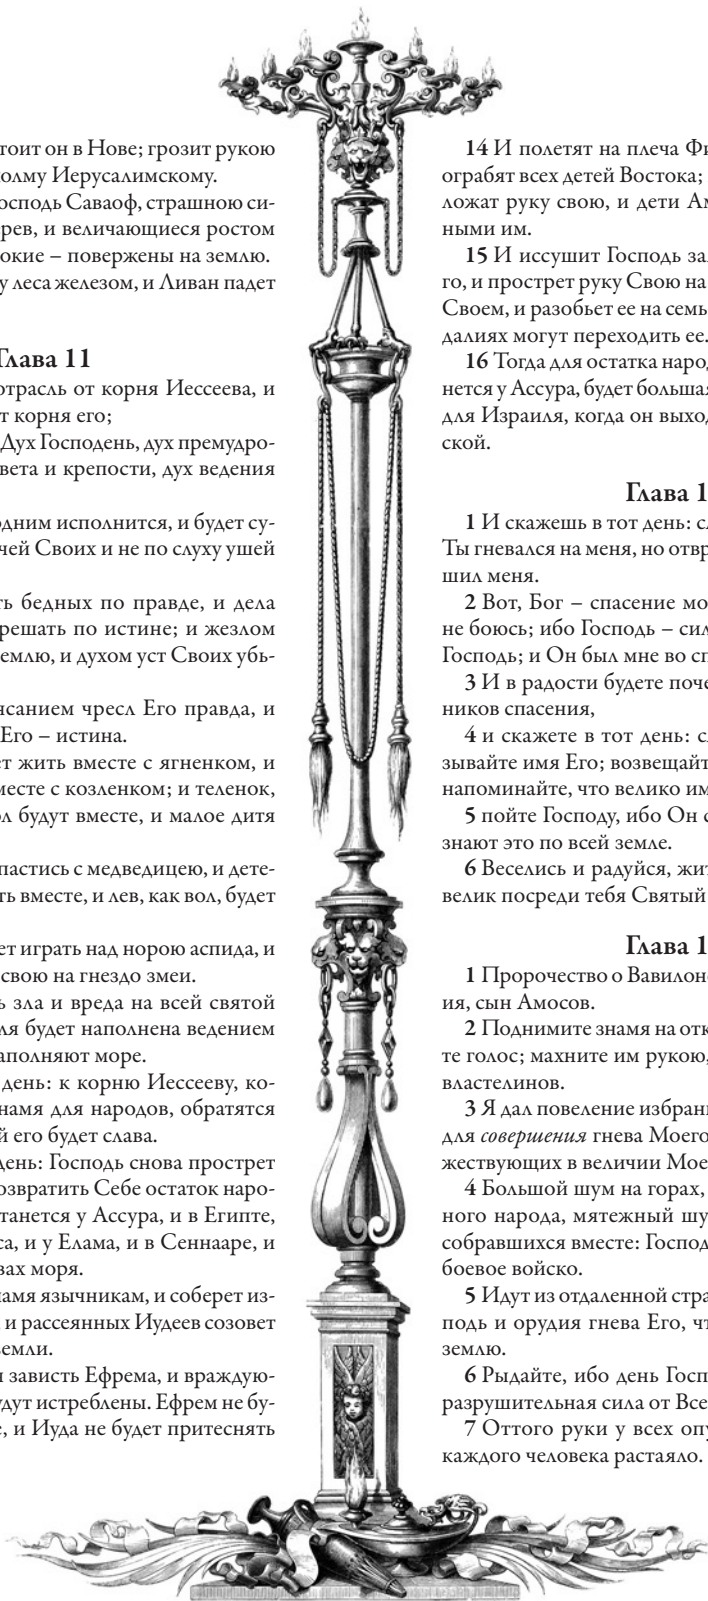 тоит он в Нове; грозит рукою
олму Иерусалимскому.
осподь Саваоф, страшною си-
рев, и величающиеся ростом
окие – повержены на землю.
у леса железом, и Ливан падет
Глава 11
отрасль от корня Иессеева, и
т корня его;
Дух Господень, дух премудро-
вета и крепости, дух ведения
одним исполнится, и будет су-
чей Своих и не по слуху ушей
ть бедных по правде, и дела
решать по истине; и жезлом
емлю, и духом уст Своих убь-
ясанием чресл Его правда, и
Его – истина.
ет жить вместе с ягненком, и
месте с козленком; и теленок,
ол будут вместе, и малое дитя
пастись с медведицею, и дете-
ть вместе, и лев, как вол, будет
ет играть над норою аспида, и
свою на гнездо змеи.
ь зла и вреда на всей святой
ля будет наполнена ведением
аполняют море.
день: к корню Иессееву, ко-
намя для народов, обратятся
й его будет слава.
день: Господь снова прострет
озвратить Себе остаток наро-
танется у Ассура, и в Египте,
са, и у Елама, и в Сеннааре, и
вах моря.
намя язычникам, и соберет из-
и рассеянных Иудеев созовет
земли.
и зависть Ефрема, и враждую-
удут истреблены. Ефрем не бу-
е, и Иуда не будет притеснять
14 И полетят на плеча Фи
ограбят всех детей Востока;
ложат руку свою, и дети Ам
ными им.
15 И иссушит Господь зал
го, и прострет руку Свою на
Своем, и разобьет ее на семь
далиях могут переходить ее.
16 Тогда для остатка народ
нется у Ассура, будет большая
для Израиля, когда он выход
ской.
Глава 1
1 И скажешь в тот день: сл
Ты гневался на меня, но отвр
шил меня.
2 Вот, Бог – спасение мо
не боюсь; ибо Господь – сил
Господь; и Он был мне во сп
3 И в радости будете поче
ников спасения,
4 и скажете в тот день: сл
зывайте имя Его; возвещайт
напоминайте, что велико им
5 пойте Господу, ибо Он с
знают это по всей земле.
6 Веселись и радуйся, жит
велик посреди тебя Святый
Глава 1
1 Пророчество о Вавилоне
ия, сын Амосов.
2 Поднимите знамя на отк
те голос; махните им рукою,
властелинов.
3 Я дал повеление избранн
для совершения гнева Моего
жествующих в величии Мое
4 Большой шум на горах,
ного народа, мятежный шу
собравшихся вместе: Господ
боевое войско.
5 Идут из отдаленной стра
подь и орудия гнева Его, чт
землю.
6 Рыдайте, ибо день Госп
разрушительная сила от Все
7 Оттого руки у всех опу
каждого человека растаяло.